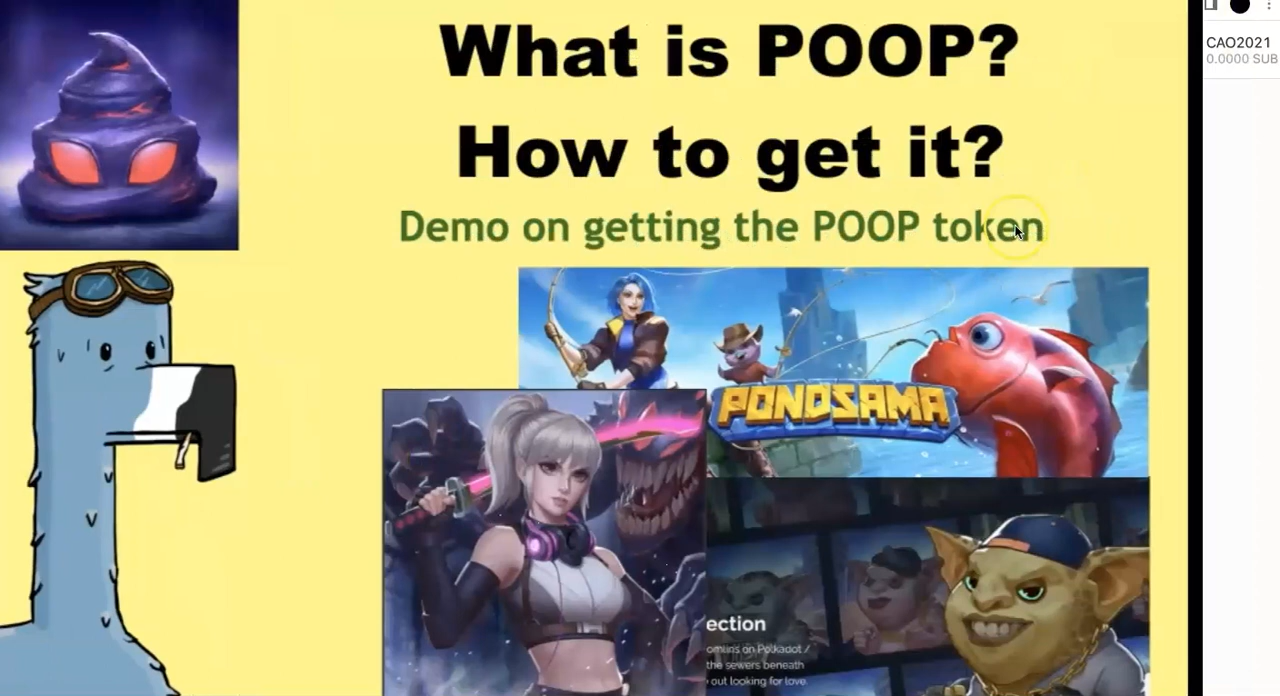 What is POOP?
How to get it?
Demo on getting the POOP token
CAO2021
0.0000 SUB
PONDSAMA
ection
omlins on Polkadot /
the sewers beneath
out looking for love.